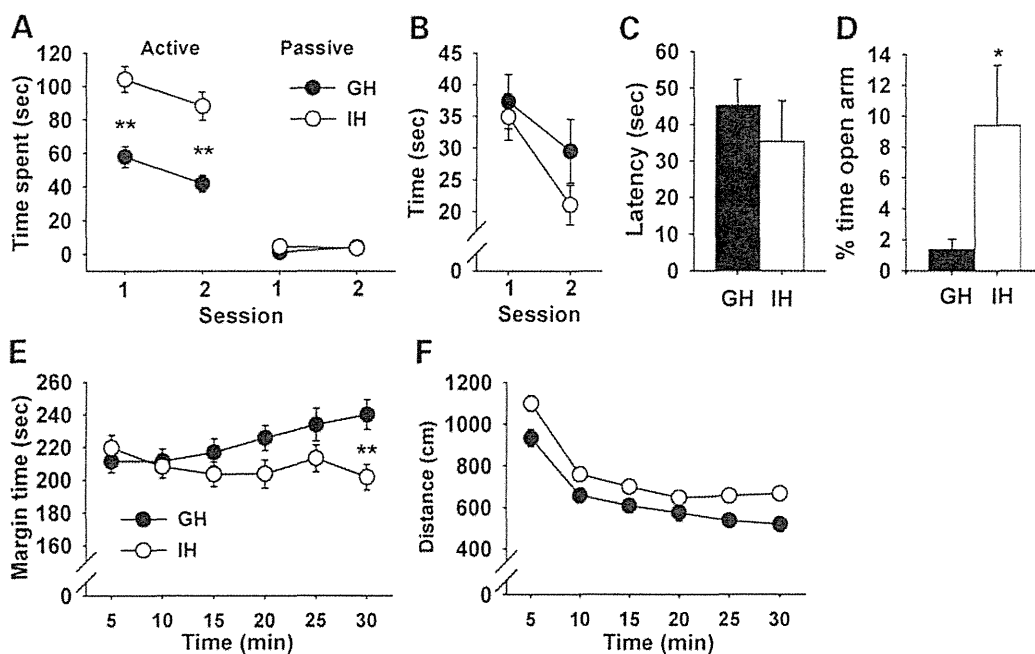 A
Active
Passive
Time spent (sec)
120
100
80
60
40
20
0
**
**
GH
IH
1
2
1
2
Session
B
Time (sec)
45
40
35
30
25
20
0
1
2
Session
C
Latency (sec)
60
50
40
30
20
10
0
GH
IH
D
% time open arm
14
12
10
8
6
4
2
0
*
GH
IH
E
Margin time (sec)
260
240
220
200
180
160
0
**
GH
IH
5
10
15
20
25
30
Time (min)
F
Distance (cm)
1200
1000
800
600
400
0
5
10
15
20
25
30
Time (min)